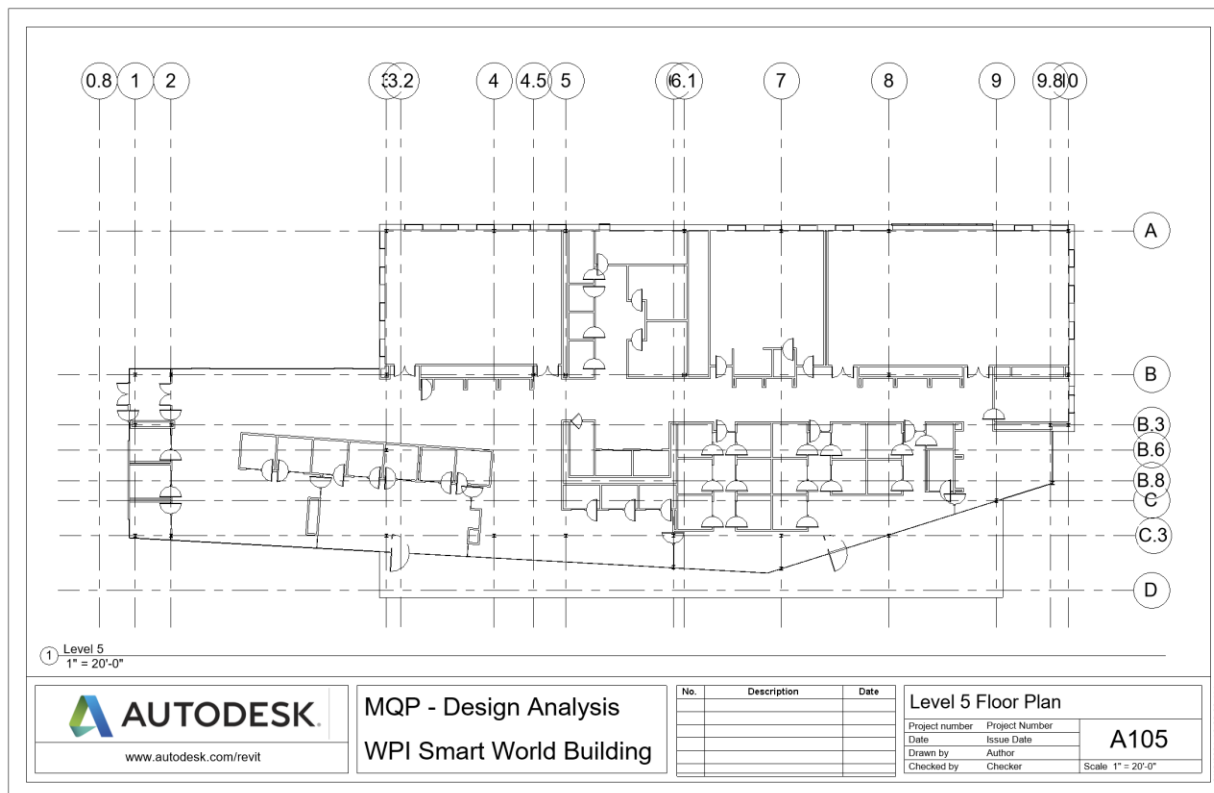 0.8 1 2 3 3.2 4 4.5 5 6.1 7 8 9 9.8
A
B
B.3
B.6
B.8
C
C.3
D
1 Level 5
1" = 20'-0"
AUTODESK.
www.autodesk.com/revit
MQP - Design Analysis
WPI Smart World Building
No. Description Date
Level 5 Floor Plan
Project number Project Number
Date Issue Date
Drawn by Author
Checked by Checker
A105
Scale 1" = 20'-0"